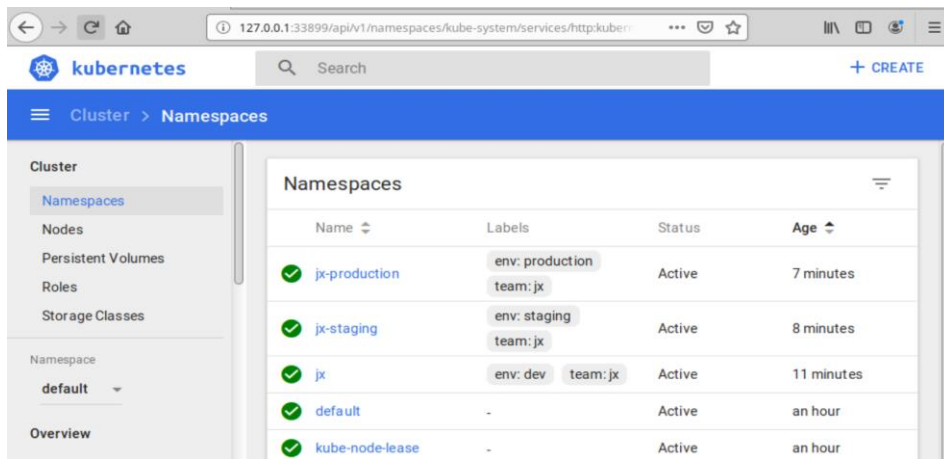 127.0.0.1:33899/api/v1/namespaces/kube-system/services/http:kuber
kubernetes
Search
+ CREATE
Cluster > Namespaces
Cluster
Namespaces
Nodes
Persistent Volumes
Roles
Storage Classes
Namespace
default
Overview
Namespaces
Name Labels Status Age
jx-production env: production team: jx Active 7 minutes
jx-staging env: staging team: jx Active 8 minutes
jx env: dev team: jx Active 11 minutes
default - Active an hour
kube-node-lease - Active an hour